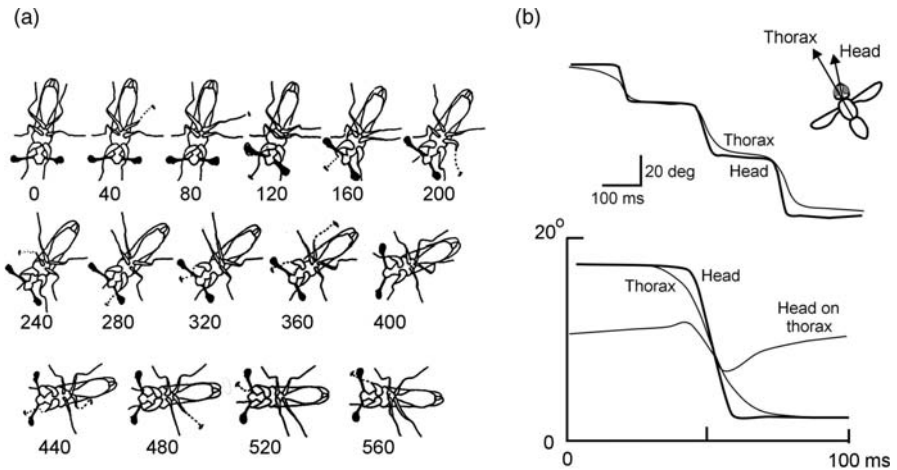 (a)
0 40 80 120 160 200
240 280 320 360 400
440 480 520 560
(b)
Thorax
Head
Thorax
Head
20 deg
100 ms
20°
Head
Thorax
Head on
thorax
0
0 100 ms